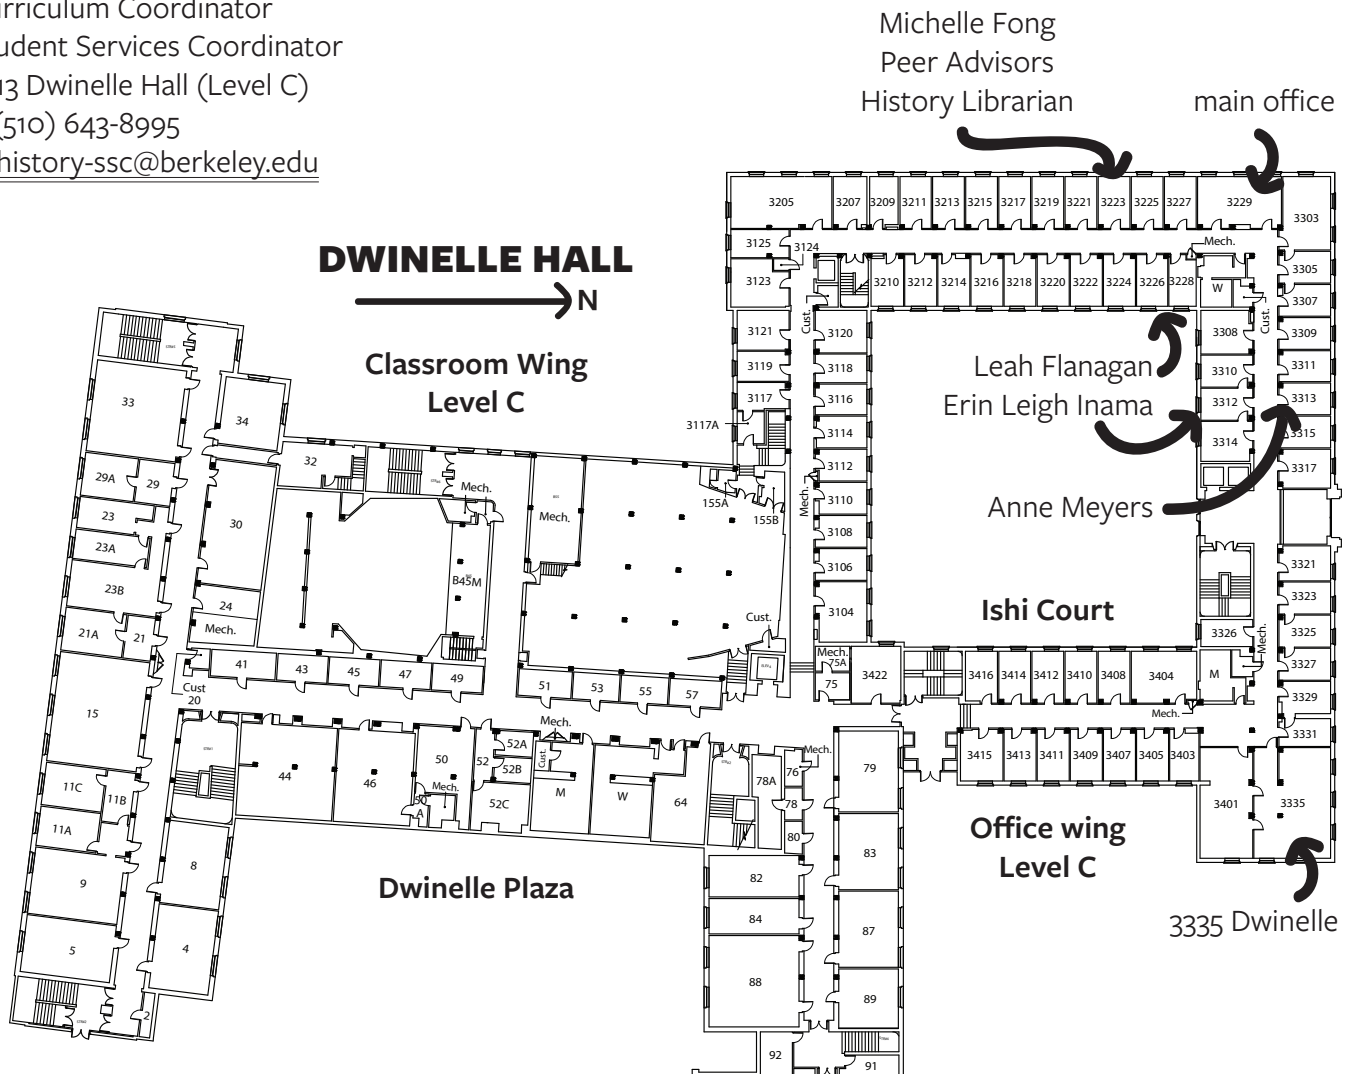 urriculum Coordinator
udent Services Coordinator
13 Dwinelle Hall (Level C)
(510) 643-8995
history-ssc@berkeley.edu
Michelle Fong
Peer Advisors
History Librarian
main office
DWINELLE HALL
N
Classroom Wing
Level C
3205 3207 3209 3211 3213 3215 3217 3219 3221 3223 3225 3227 3229
3303
3125 3124 Mech.
3123 3210 3212 3214 3216 3218 3220 3222 3224 3226 3228 W 3305
3307
Cust. Cust.
3121 3120 3308 3309
3119 3118 3310 3311
3117 3116 3312 3313
3117A 3114 3314 3315
3112 3317
Mech. 3110
3108
3106
3104
Leah Flanagan
Erin Leigh Inama
Anne Meyers
Ishi Court
3321
3323
3326 Mech. 3325
3327
3329
3331
Mech.
75A
75 3422 3416 3414 3412 3410 3408 3404 M
Mech.
3415 3413 3411 3409 3407 3405 3403
3401 3335
33 34
32
29A 29
23 30
23A
23B 24
Mech.
21A 21
Mech. Mech. 155A 155B
B45M
Cust.
41 43 45 47 49 51 53 55 57
Cust
20
15
Mech.
44 46 50 52 52A
52B
52C
Mech.
50
A
Cust.
M W 64
78A 76 Mech.
78
80
79
11C 11B
11A
9 8
5 4
2
82 83
84
88 87
89
92 91
Office wing
Level C
Dwinelle Plaza
3335 Dwinelle